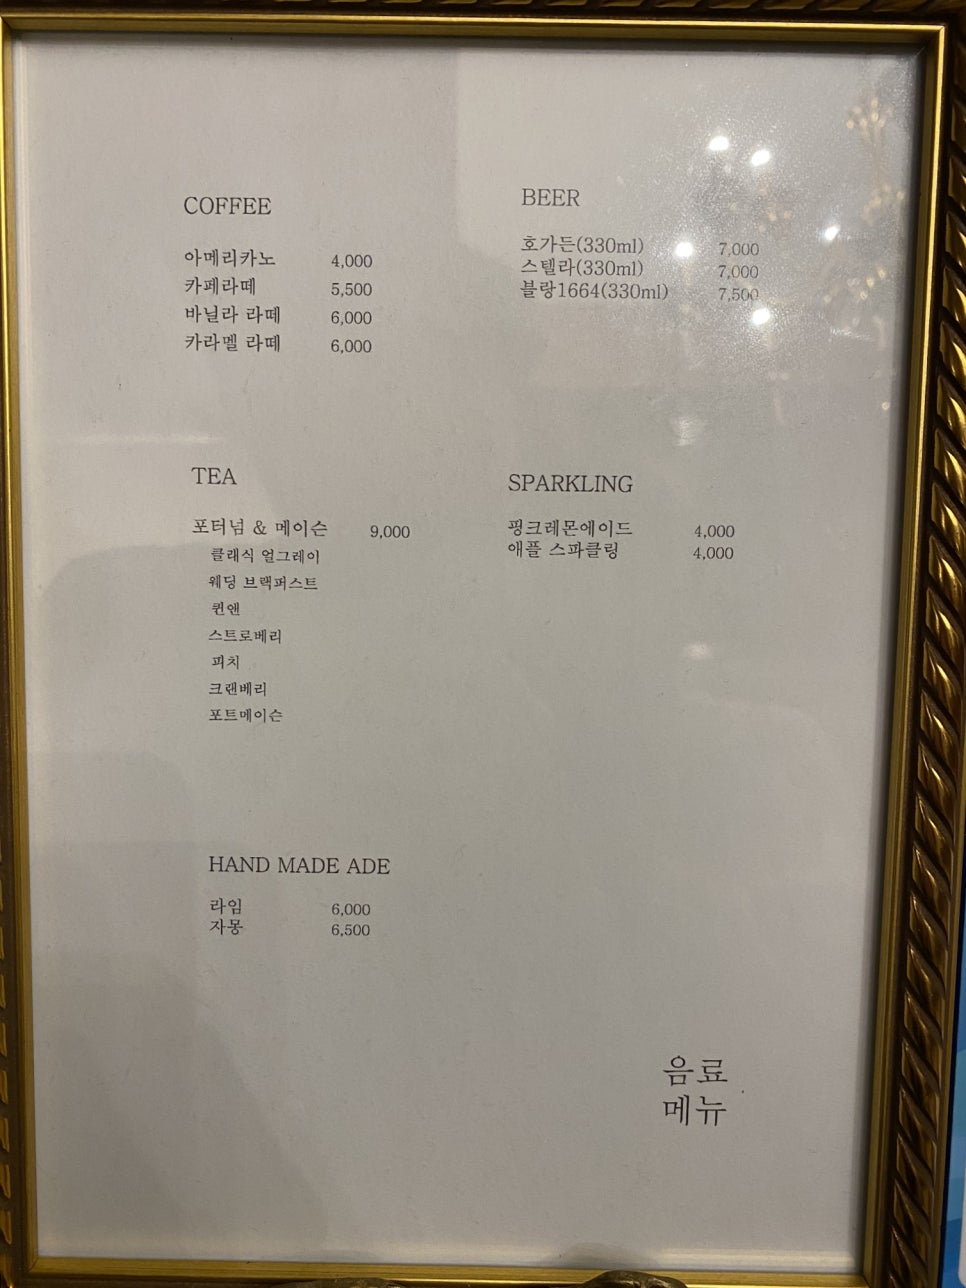 COFFEE
아메리카노 4,000
카페라떼 5,500
바닐라 라떼 6,000
카라멜 라떼 6,000
BEER
호가든(330ml) 7,000
스텔라(330ml) 7,000
블랑1664(330ml) 7,500
TEA
포터넘 & 메이슨 9,000
클래식 얼그레이
웨딩 브랙퍼스트
퀸앤
스트로베리
피치
크랜베리
포트메이슨
SPARKLING
핑크레몬에이드 4,000
애플 스파클링 4,000
HAND MADE ADE
라임 6,000
자몽 6,500
음료
메뉴